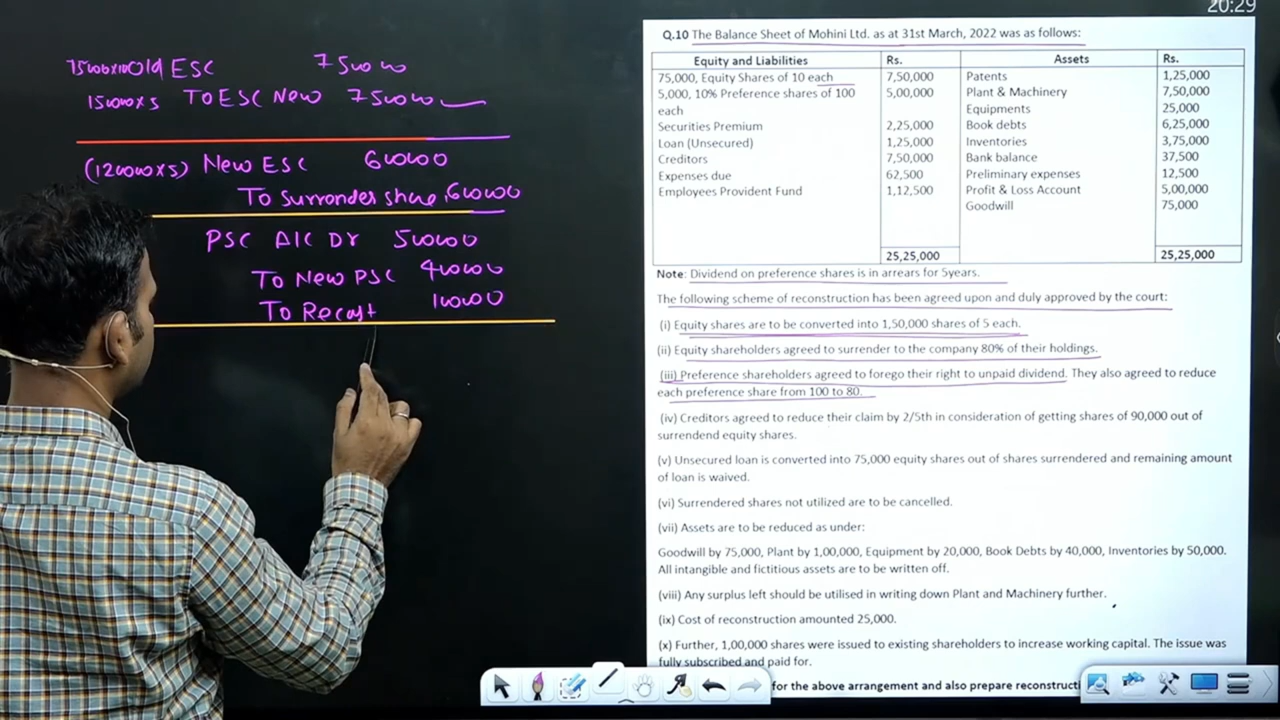 20:29
75000x10 Old ESC 750000
150000x5 To ESC New 750000
(120000x5) New ESC 600000
To Surrender share 600000
PSC A/C Dr 500000
To New PSC 400000
To Recast 100000
Q.10 The Balance Sheet of Mohini Ltd. as at 31st March, 2022 was as follows:
Equity and Liabilities Rs. Assets Rs.
75,000, Equity Shares of 10 each 7,50,000 Patents 1,25,000
5,000, 10% Preference shares of 100 5,00,000 Plant & Machinery 7,50,000
each Equipments 25,000
Securities Premium 2,25,000 Book debts 6,25,000
Loan (Unsecured) 1,25,000 Inventories 3,75,000
Creditors 7,50,000 Bank balance 37,500
Expenses due 62,500 Preliminary expenses 12,500
Employees Provident Fund 1,12,500 Profit & Loss Account 5,00,000
Goodwill 75,000
25,25,000 25,25,000
Note: Dividend on preference shares is in arrears for 5years.
The following scheme of reconstruction has been agreed upon and duly approved by the court:
(i) Equity shares are to be converted into 1,50,000 shares of 5 each.
(ii) Equity shareholders agreed to surrender to the company 80% of their holdings.
(iii) Preference shareholders agreed to forego their right to unpaid dividend. They also agreed to reduce
each preference share from 100 to 80.
(iv) Creditors agreed to reduce their claim by 2/5th in consideration of getting shares of 90,000 out of
surrendend equity shares.
(v) Unsecured loan is converted into 75,000 equity shares out of shares surrendered and remaining amount
of loan is waived.
(vi) Surrendered shares not utilized are to be cancelled.
(vii) Assets are to be reduced as under:
Goodwill by 75,000, Plant by 1,00,000, Equipment by 20,000, Book Debts by 40,000, Inventories by 50,000.
All intangible and fictitious assets are to be written off.
(viii) Any surplus left should be utilised in writing down Plant and Machinery further.
(ix) Cost of reconstruction amounted 25,000.
(x) Further, 1,00,000 shares were issued to existing shareholders to increase working capital. The issue was
fully subscribed and paid for.
for the above arrangement and also prepare reconstructi